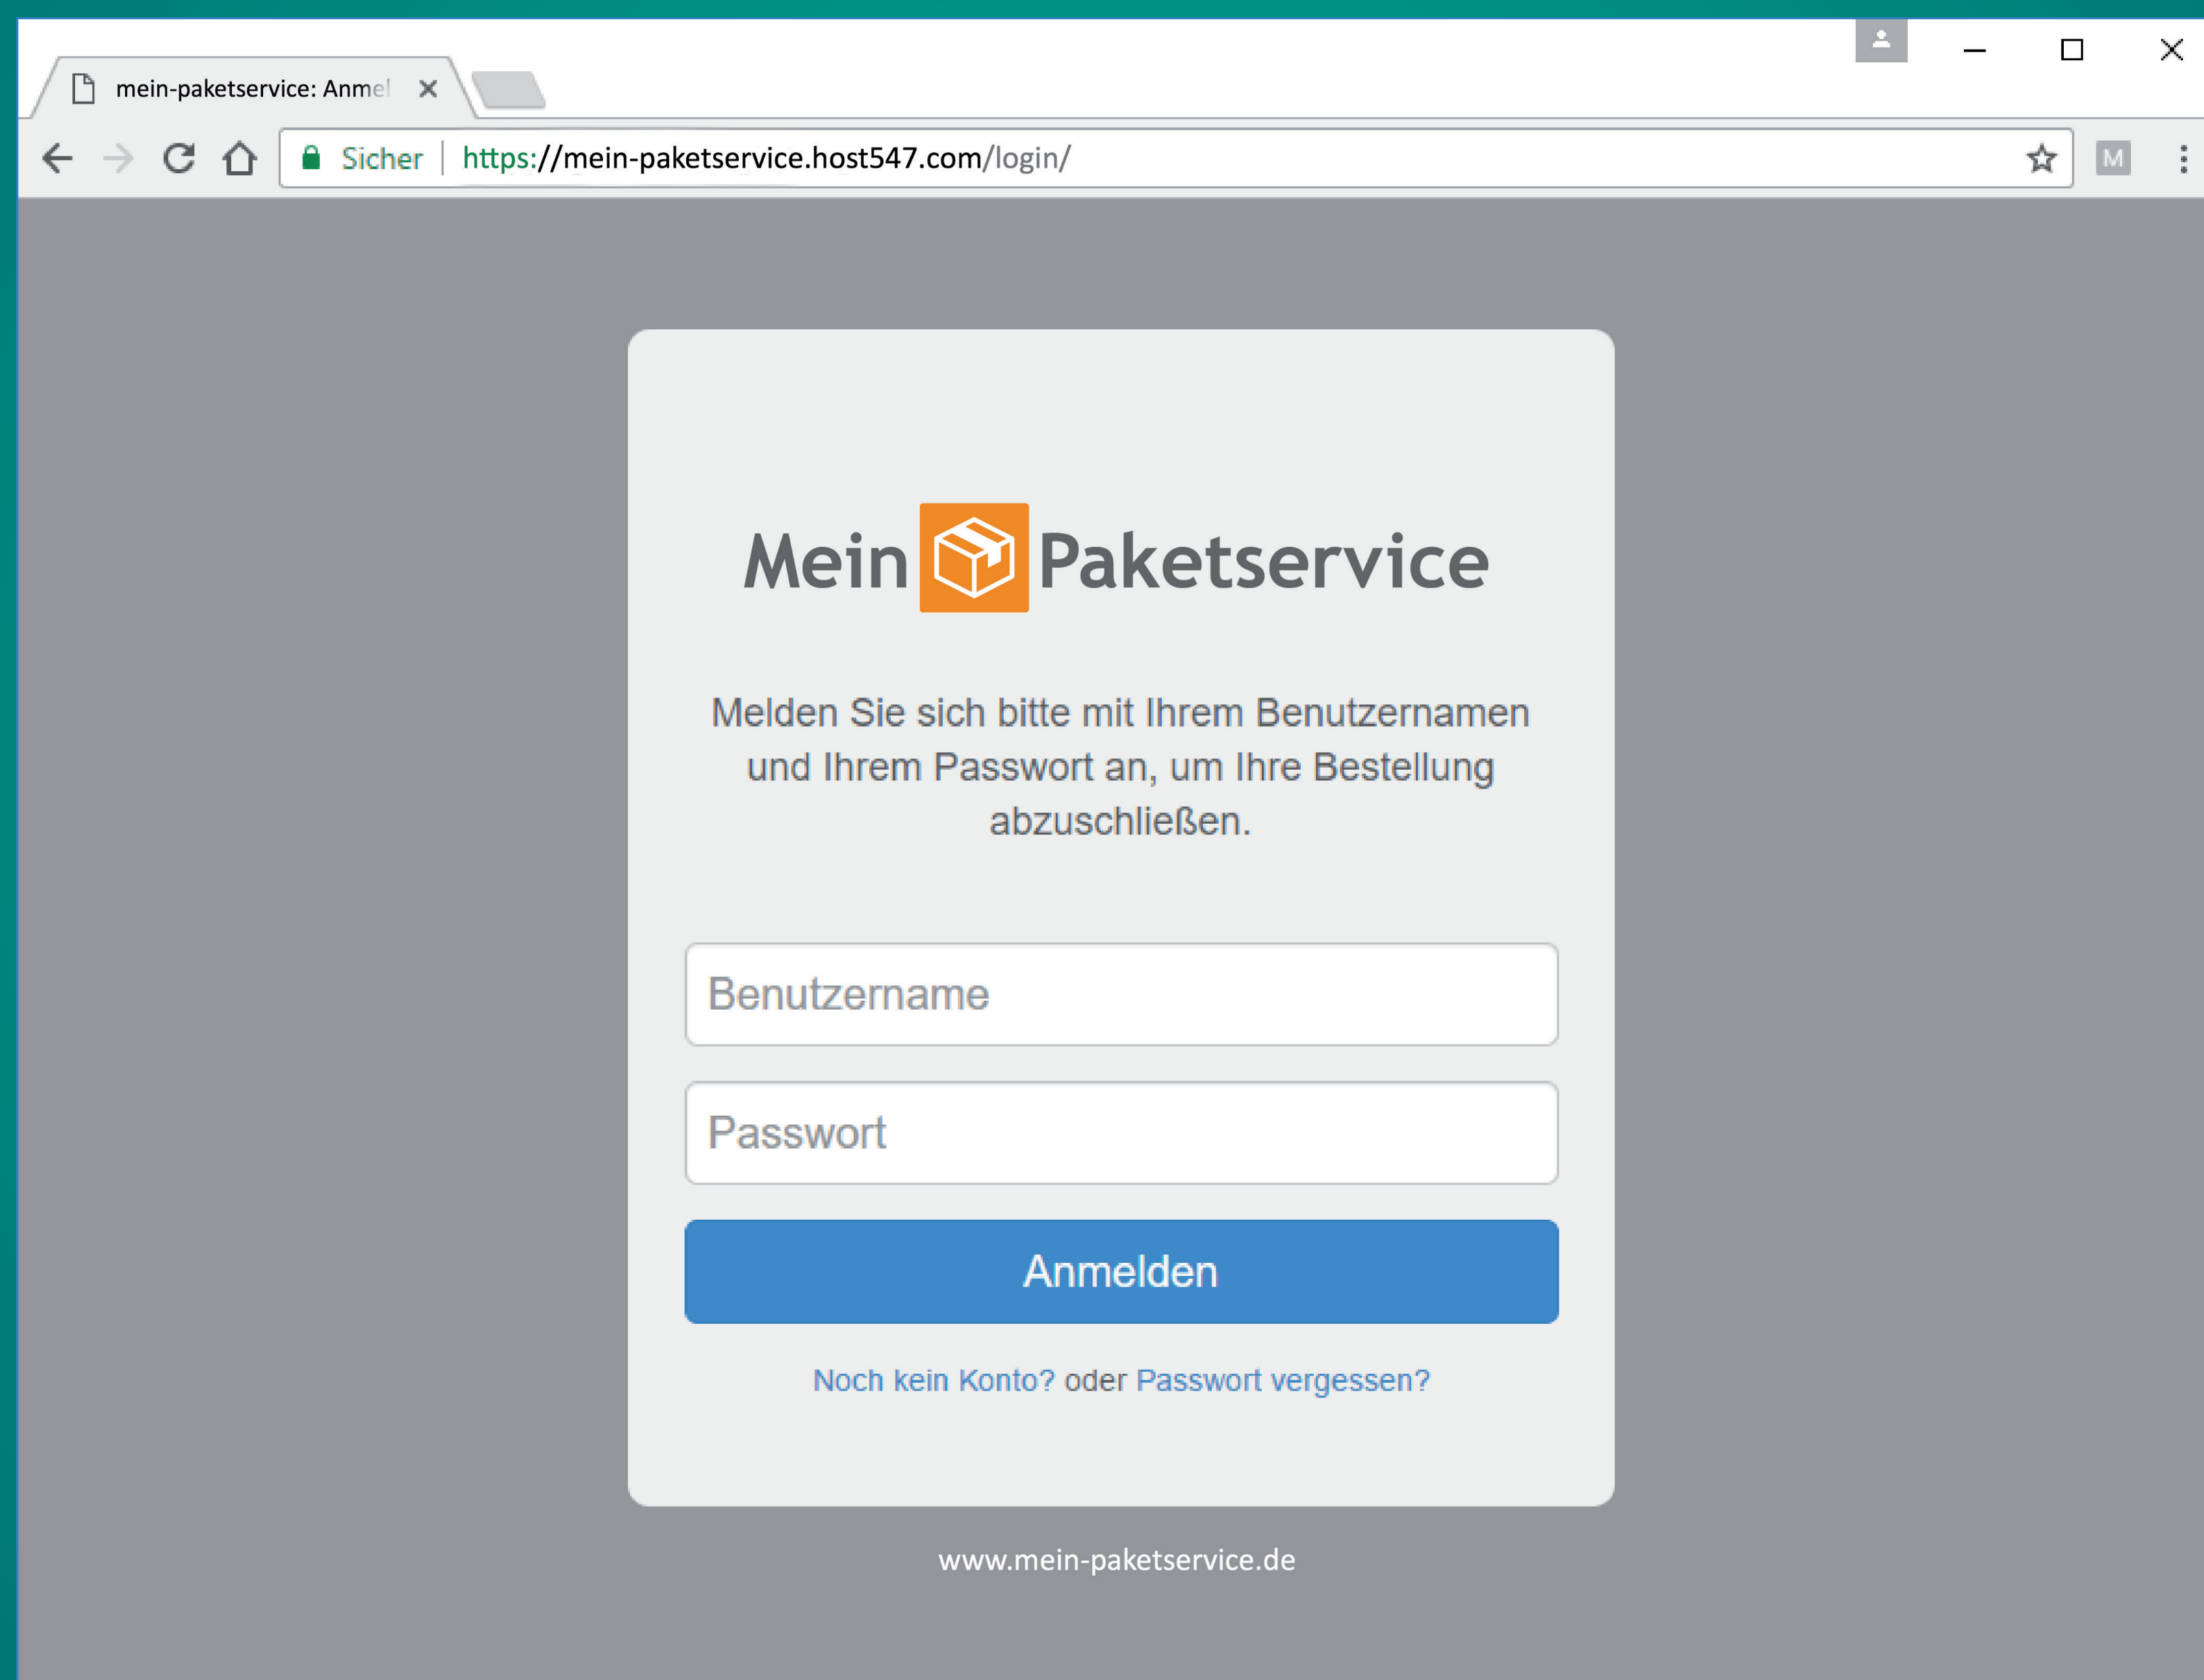 mein-paketservice: Anmel
Sicher | https://mein-paketservice.host547.com/login/
M
Mein Paketservice
Melden Sie sich bitte mit Ihrem Benutzernamen
und Ihrem Passwort an, um Ihre Bestellung
abzuschließen.
Benutzername
Passwort
Anmelden
Noch kein Konto? oder Passwort vergessen?
www.mein-paketservice.de